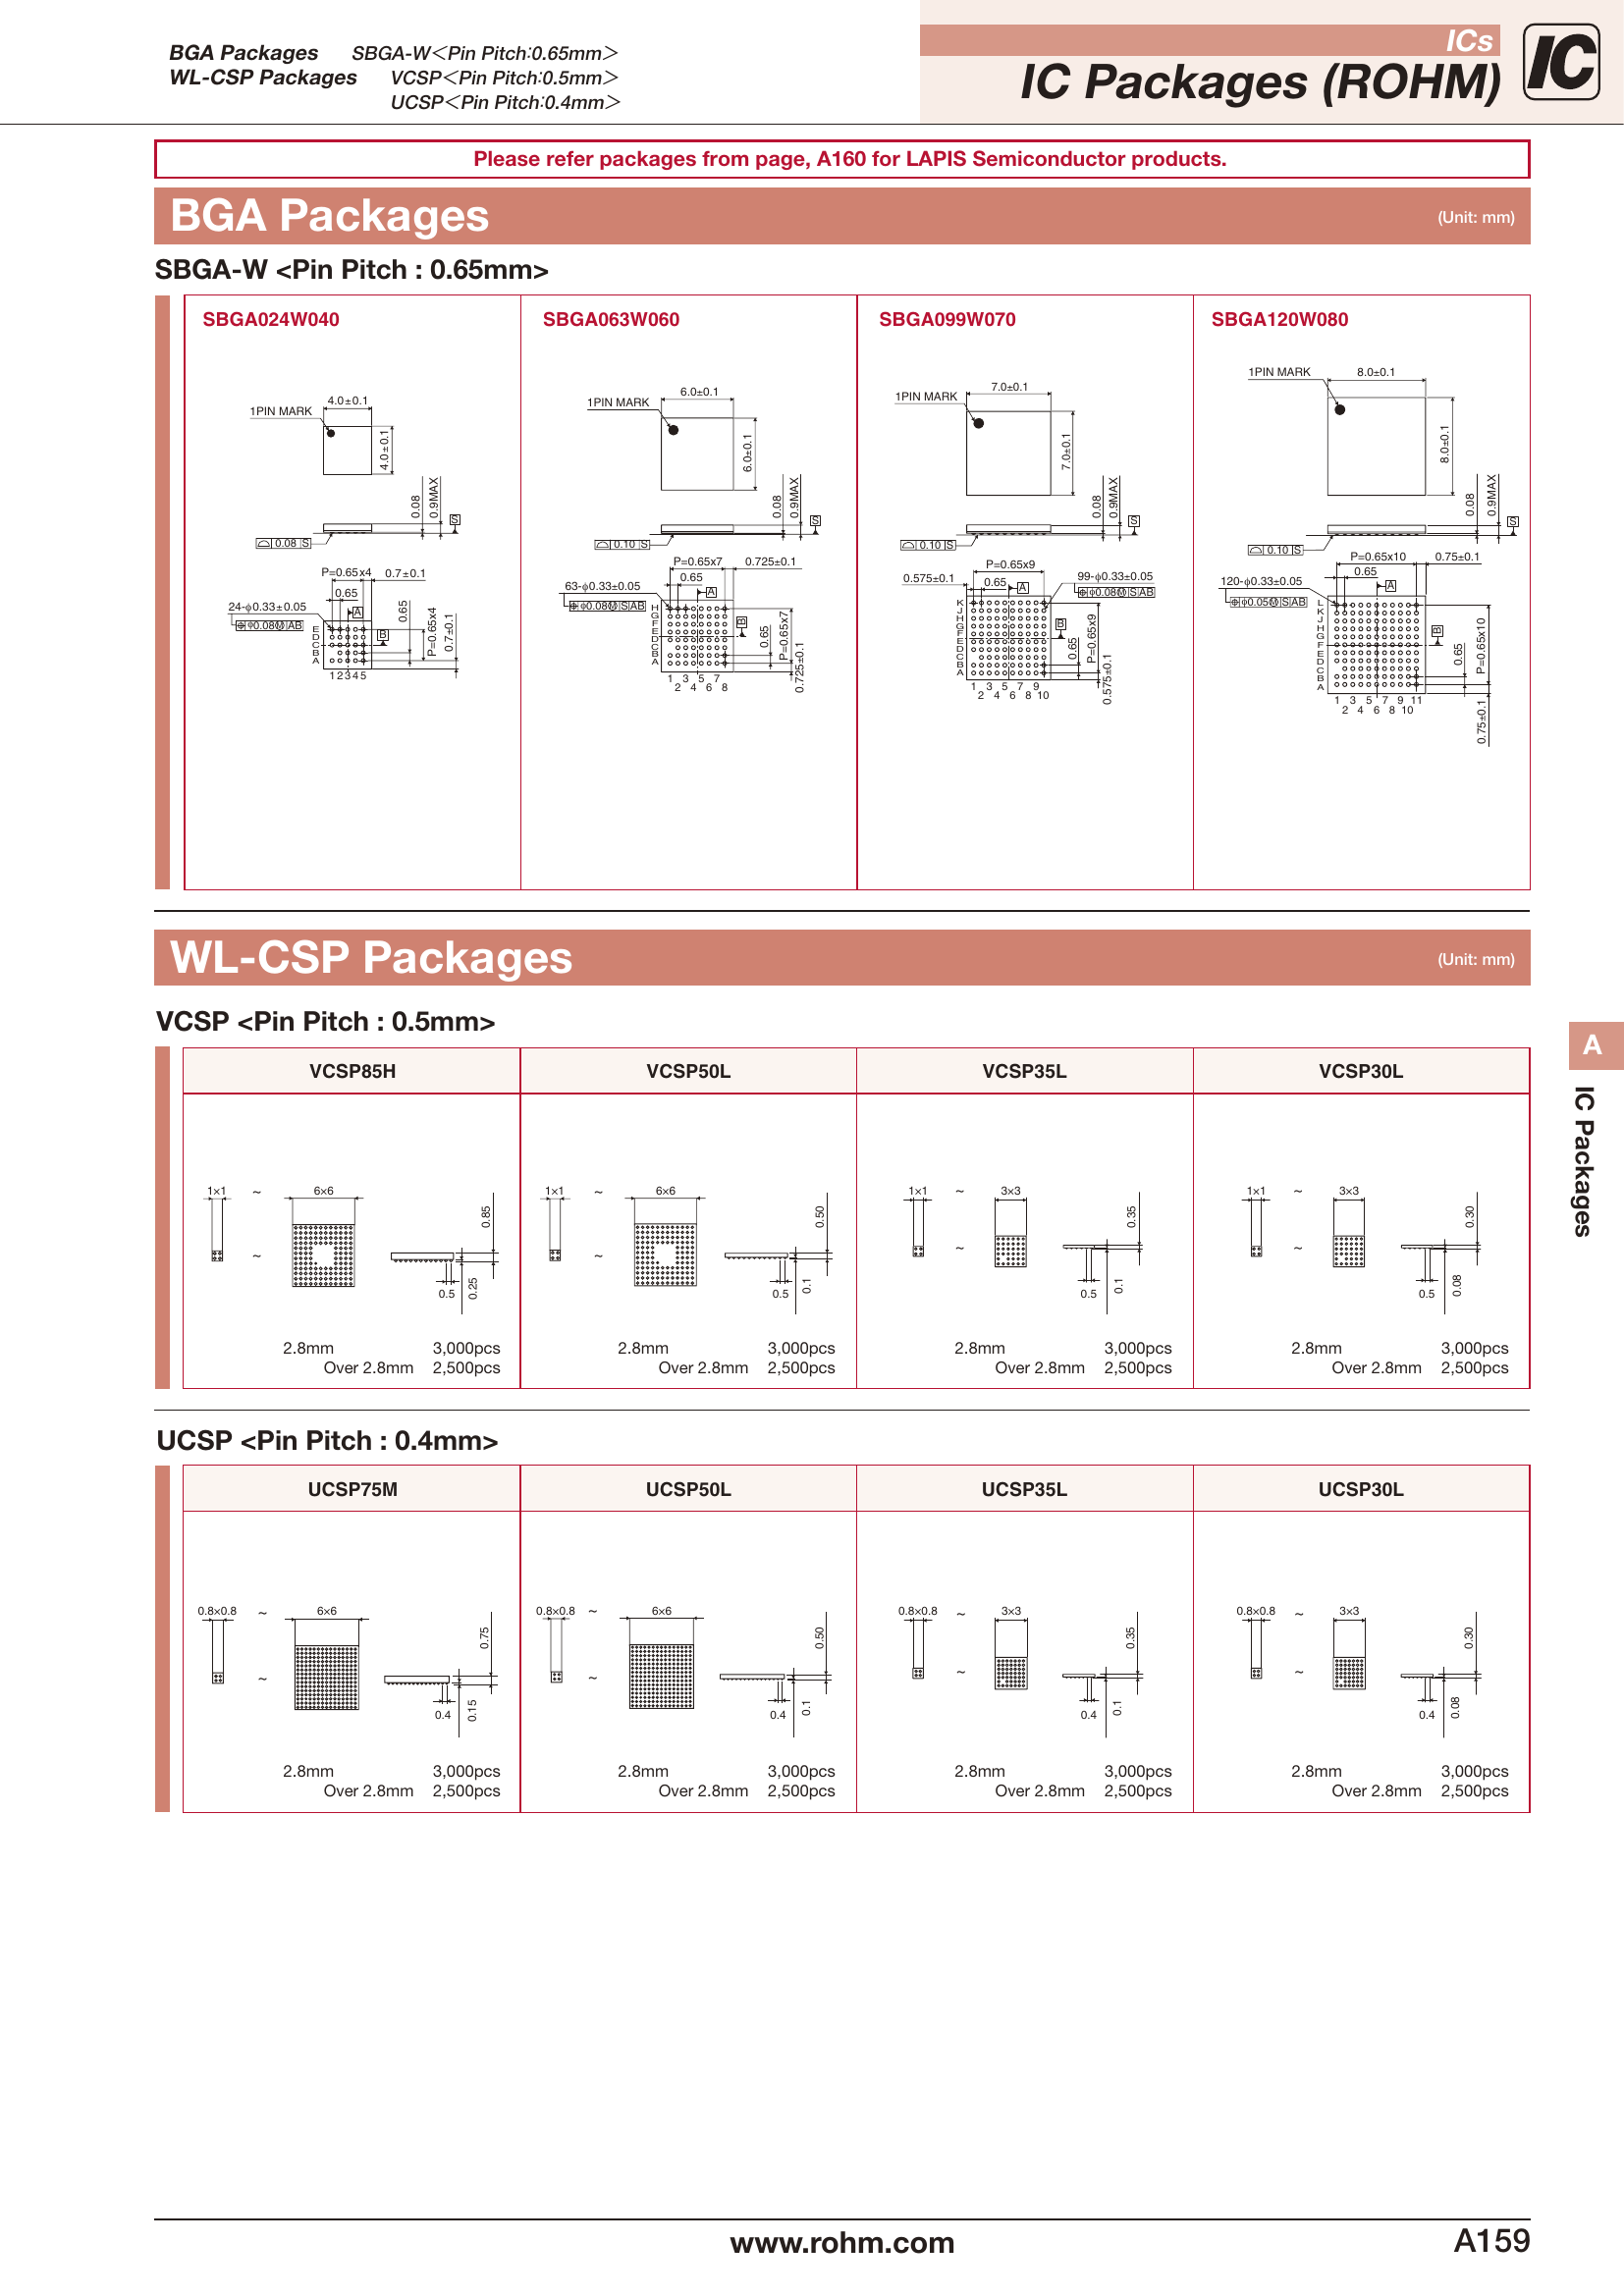 BGA Packages SBGA-W<Pin Pitch:0.65mm>
WL-CSP Packages VCSP<Pin Pitch:0.5mm>
UCSP<Pin Pitch:0.4mm>
ICs
IC Packages (ROHM)
IC
Please refer packages from page, A160 for LAPIS Semiconductor products.
BGA Packages (Unit: mm)
SBGA-W <Pin Pitch : 0.65mm>
SBGA024W040
1PIN MARK
4.0±0.1
4.0±0.1
0.08
0.9MAX
S
0.08 S
P=0.65x4 0.7±0.1
0.65
A
24-φ0.33±0.05
φ0.08Ⓜ AB
B
0.65
P=0.65x4
0.7±0.1
E
D
C
B
A
1 2 3 4 5
SBGA063W060
1PIN MARK
6.0±0.1
6.0±0.1
0.08
0.9MAX
S
0.10 S
P=0.65x7 0.725±0.1
0.65
A
63-φ0.33±0.05
φ0.08Ⓜ S AB
B
0.65
P=0.65x7
0.725±0.1
H
G
F
E
D
C
B
A
1 3 5 7
2 4 6 8
SBGA099W070
1PIN MARK
7.0±0.1
7.0±0.1
0.08
0.9MAX
S
0.10 S
P=0.65x9
0.575±0.1 0.65 A
99-φ0.33±0.05
φ0.08Ⓜ S AB
B
0.65
P=0.65x9
0.575±0.1
K
J
H
G
F
E
D
C
B
A
1 3 5 7 9
2 4 6 8 10
SBGA120W080
1PIN MARK
8.0±0.1
8.0±0.1
0.08
0.9MAX
S
0.10 S
P=0.65x10 0.75±0.1
0.65
A
120-φ0.33±0.05
φ0.05Ⓜ S AB
B
0.65
P=0.65x10
0.75±0.1
L
K
J
H
G
F
E
D
C
B
A
1 3 5 7 9 11
2 4 6 8 10
WL-CSP Packages (Unit: mm)
VCSP <Pin Pitch : 0.5mm>
VCSP85H VCSP50L VCSP35L VCSP30L
1×1 ~ 6×6
0.85
~
0.5
0.25
2.8mm 3,000pcs
Over 2.8mm 2,500pcs
1×1 ~ 6×6
0.50
~
0.5
0.1
2.8mm 3,000pcs
Over 2.8mm 2,500pcs
1×1 ~ 3×3
0.35
~
0.5
0.1
2.8mm 3,000pcs
Over 2.8mm 2,500pcs
1×1 ~ 3×3
0.30
~
0.5
0.08
2.8mm 3,000pcs
Over 2.8mm 2,500pcs
A
IC Packages
UCSP <Pin Pitch : 0.4mm>
UCSP75M UCSP50L UCSP35L UCSP30L
0.8×0.8 ~ 6×6
0.75
~
0.4
0.15
2.8mm 3,000pcs
Over 2.8mm 2,500pcs
0.8×0.8 ~ 6×6
0.50
~
0.4
0.1
2.8mm 3,000pcs
Over 2.8mm 2,500pcs
0.8×0.8 ~ 3×3
0.35
~
0.4
0.1
2.8mm 3,000pcs
Over 2.8mm 2,500pcs
0.8×0.8 ~ 3×3
0.30
~
0.4
0.08
2.8mm 3,000pcs
Over 2.8mm 2,500pcs
www.rohm.com
A159